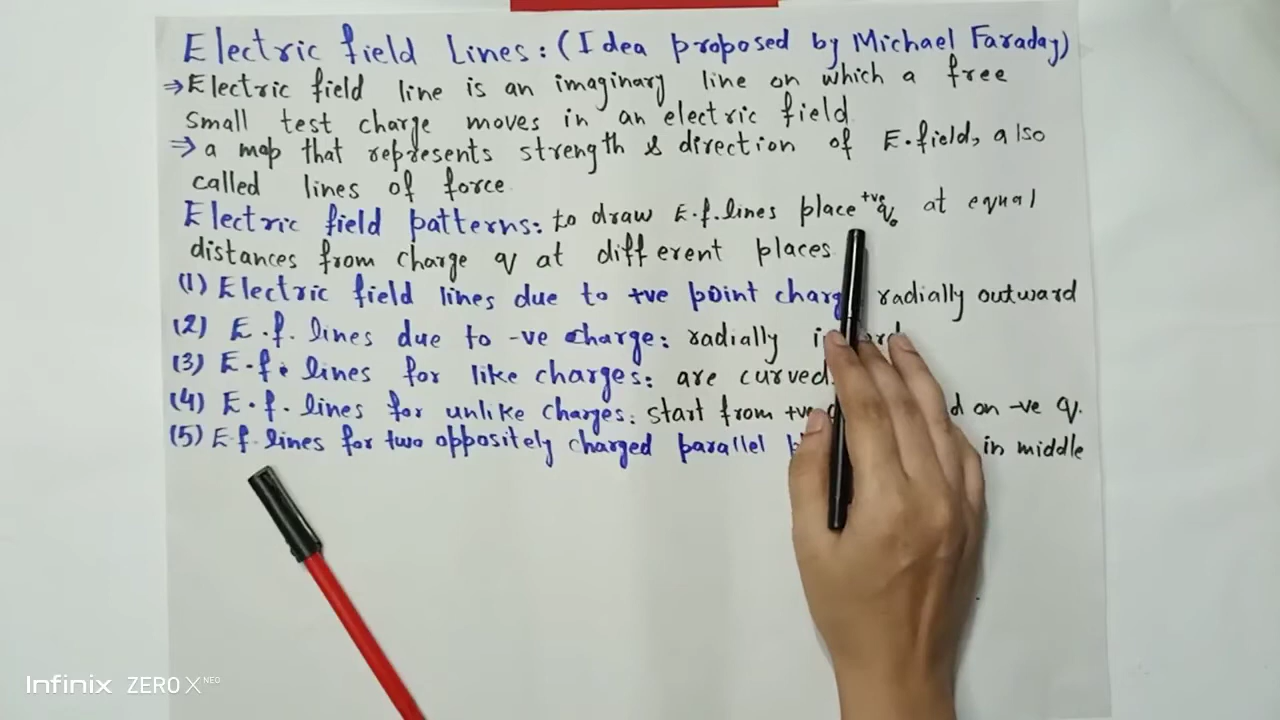 Electric field Lines: (Idea proposed by Michael Faraday)
⇒ Electric field line is an imaginary line on which a free
small test charge moves in an electric field.
⇒ a map that represents strength & direction of E.field, also
called lines of force
Electric field patterns: to draw E.f.lines place +ve q₀ at equal
distances from charge q at different places
(1) Electric field lines due to +ve point charg radially outward
(2) E.f. lines due to -ve charge: radially
(3) E.f. lines for like charges: are curved.
(4) E.f. lines for unlike charges: start from +ve on -ve q.
(5) E.f. lines for two oppositely charged parallel in middle
Infinix ZERO X NEO